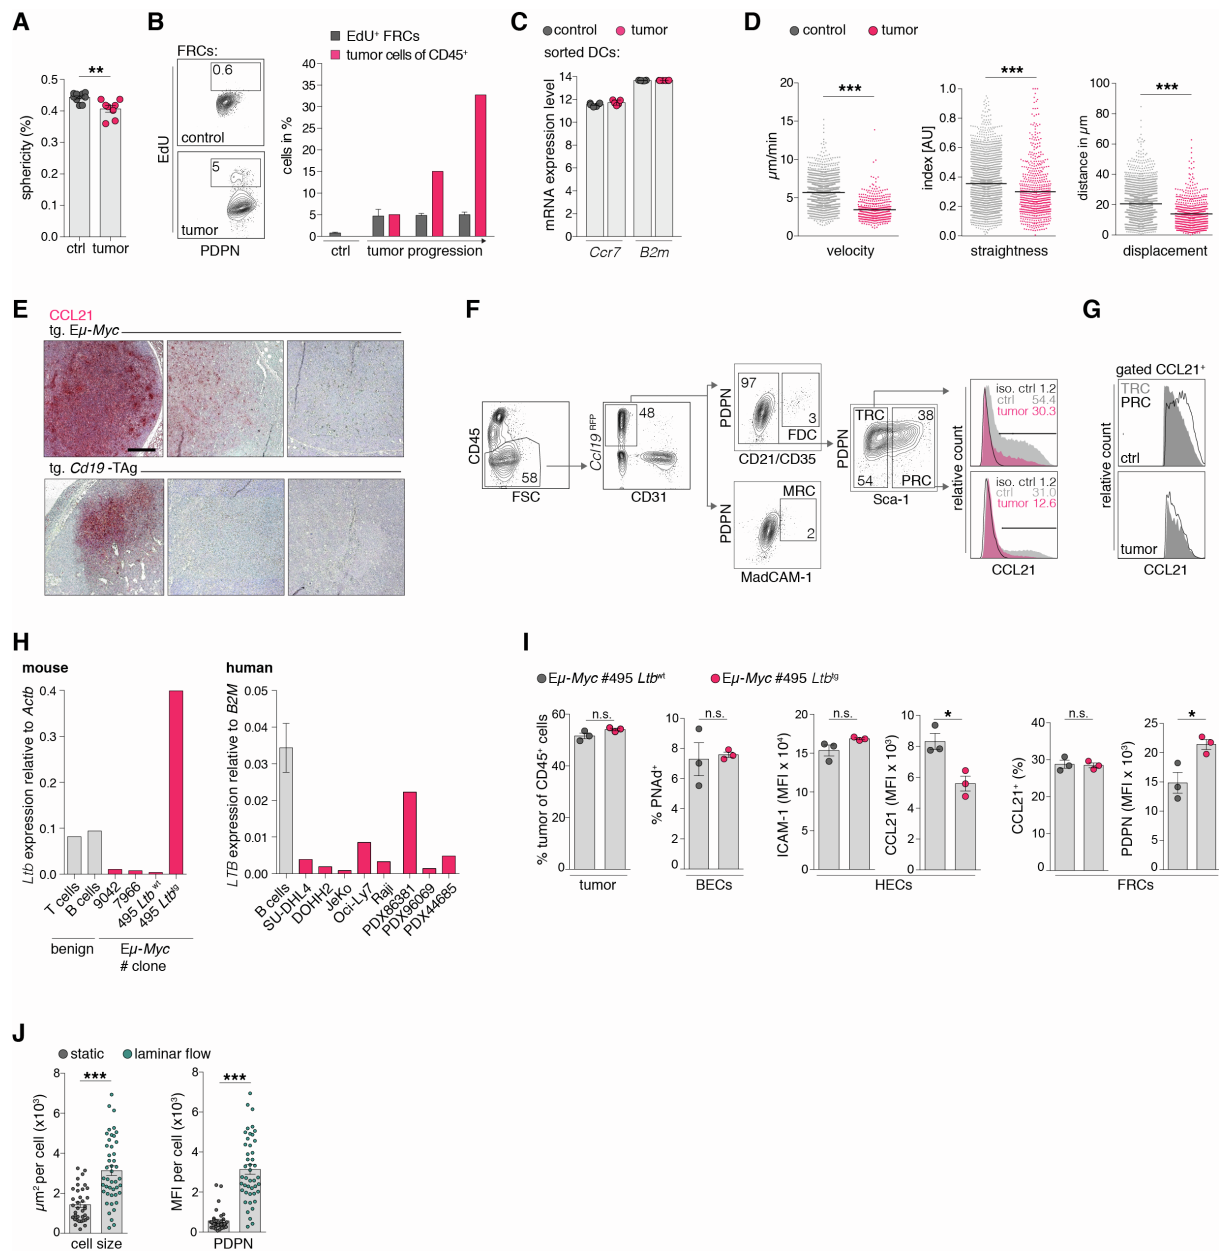 A
**
sphericity (%)
0.5
0.4
0.3
0.2
0.1
0.0
ctrl tumor
B
FRCs:
EdU
0.6
control
5
tumor
PDPN
EdU⁺ FRCs
tumor cells of CD45⁺
cells in %
40
35
30
25
20
15
10
5
0
ctrl
tumor progression
C
control tumor
sorted DCs:
mRNA expression level
14
12
10
8
6
4
2
0
Ccr7 B2m
D
control tumor
***
µm/min
20
15
10
5
0
velocity
***
index [AU]
1.0
0.8
0.6
0.4
0.2
0.0
straightness
***
distance in µm
100
80
60
40
20
0
displacement
E
CCL21
tg. Eµ-Myc
tg. Cd19 -TAg
F
CD45
58
FSC
Ccl19 RFP
48
CD31
PDPN
97
3
FDC
CD21/CD35
PDPN
MRC
2
MadCAM-1
PDPN
TRC 38
54 PRC
Sca-1
relative count
iso. ctrl 1.2
ctrl 54.4
tumor 30.3
iso. ctrl 1.2
ctrl 31.0
tumor 12.6
CCL21
G
gated CCL21⁺
TRC
PRC
ctrl
relative count
tumor
CCL21
H
mouse
Ltb expression relative to Actb
0.4
0.3
0.2
0.1
0.0
T cells
B cells
9042
7966
495 Ltb wt
495 Ltbtg
benign
Eµ-Myc
# clone
human
LTB expression relative to B2M
0.05
0.04
0.03
0.02
0.01
0.00
B cells
SU-DHL4
DOHH2
JeKo
Oci-Ly7
Raji
PDX86381
PDX96069
PDX44685
I
Eµ-Myc #495 Ltbwt
Eµ-Myc #495 Ltbtg
n.s.
% tumor of CD45⁺ cells
60
40
20
0
tumor
n.s.
% PNAd⁺
10
8
6
4
2
0
BECs
n.s.
ICAM-1 (MFI x 10⁴)
20
15
10
5
0
*
CCL21 (MFI x 10³)
10
8
6
4
2
0
HECs
n.s.
CCL21⁺ (%)
40
30
20
10
0
*
PDPN (MFI x 10³)
25
20
15
10
5
0
FRCs
J
static laminar flow
***
µm² per cell (x10³)
8
6
4
2
0
cell size
***
MFI per cell (x10³)
8
6
4
2
0
PDPN